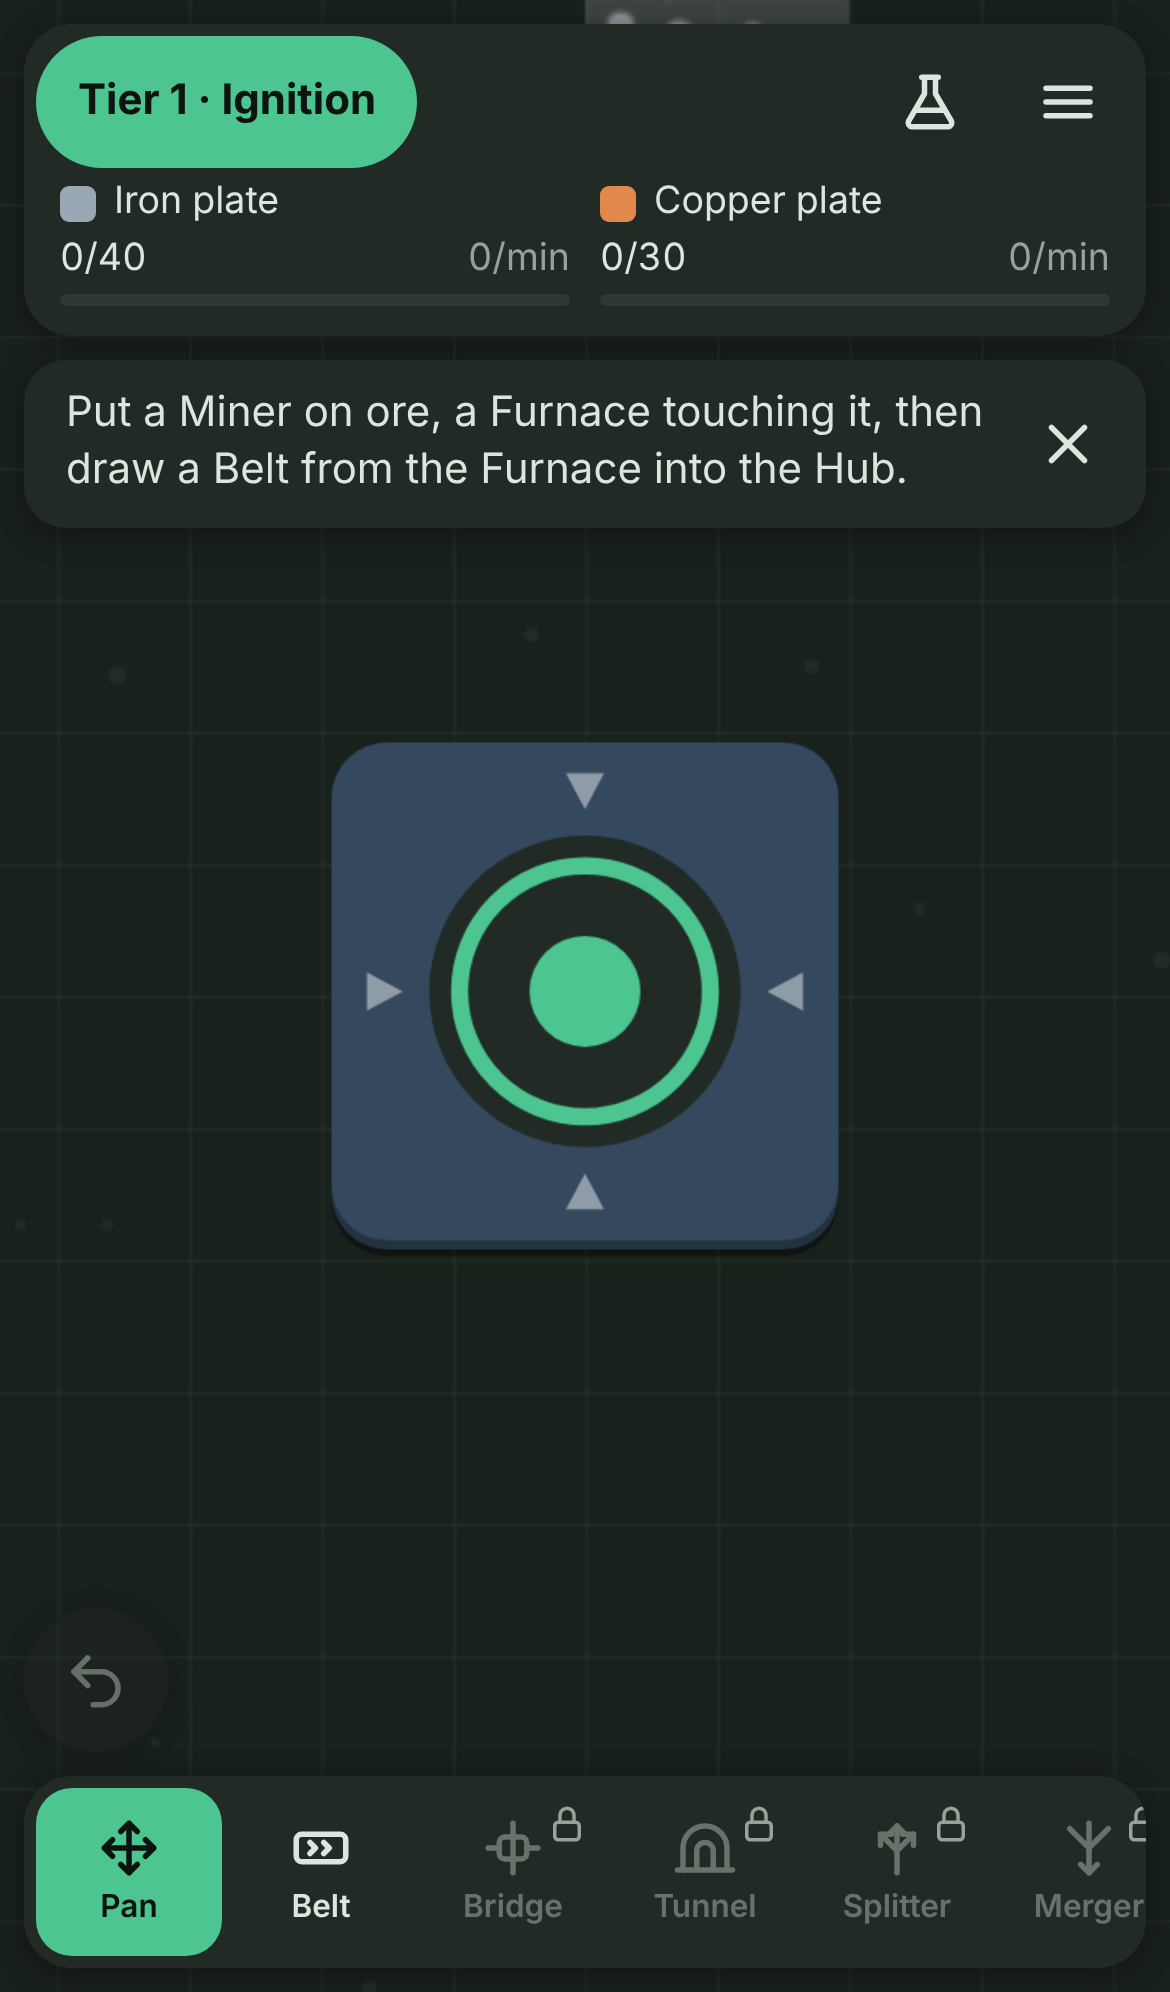 Tier 1 · Ignition
Iron plate
0/40 0/min
Copper plate
0/30 0/min
Put a Miner on ore, a Furnace touching it, then
draw a Belt from the Furnace into the Hub.
Pan
Belt
Bridge
Tunnel
Splitter
Merger